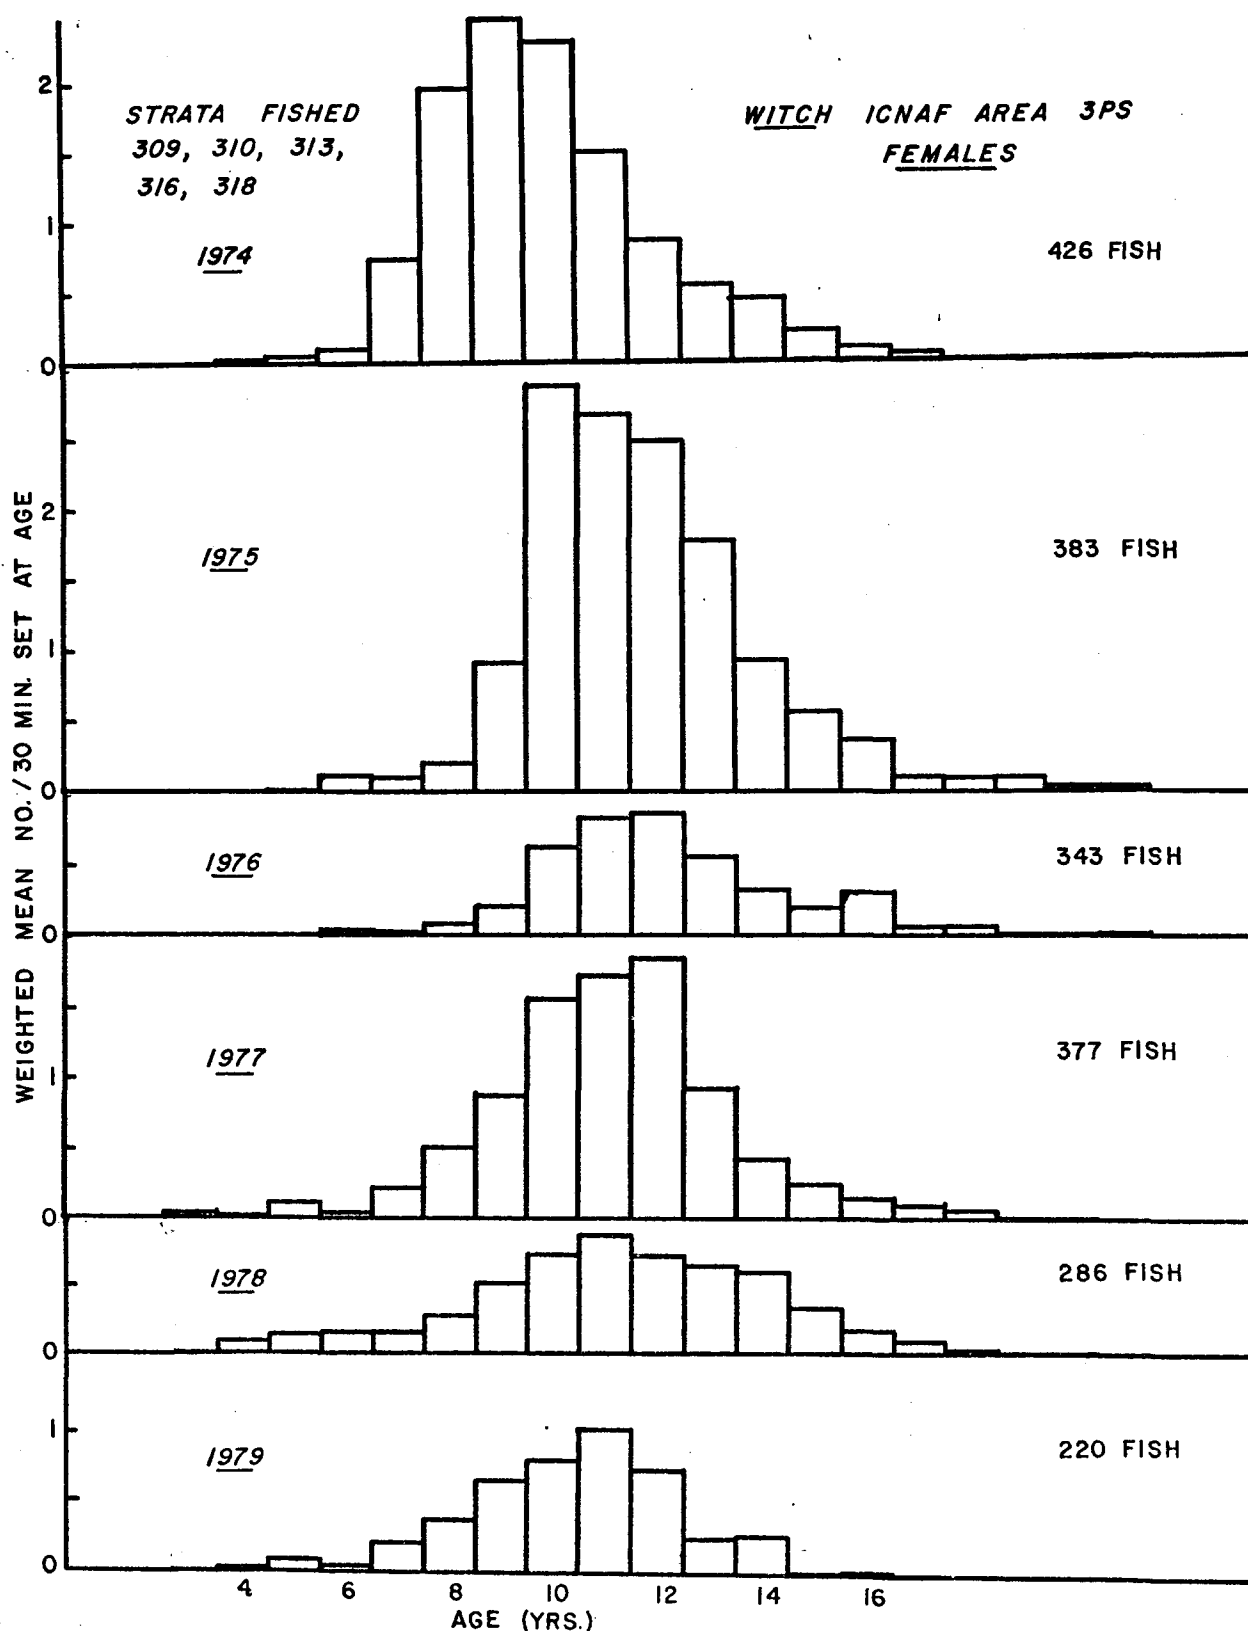 STRATA FISHED
309, 310, 313,
316, 318
WITCH ICNAF AREA 3PS
FEMALES
1974
426 FISH
2
1
0
1975
383 FISH
2
1
0
1976
343 FISH
0
1977
377 FISH
1
0
1978
286 FISH
0
1979
220 FISH
1
0
WEIGHTED MEAN NO./30 MIN. SET AT AGE
4 6 8 10 12 14 16
AGE (YRS.)